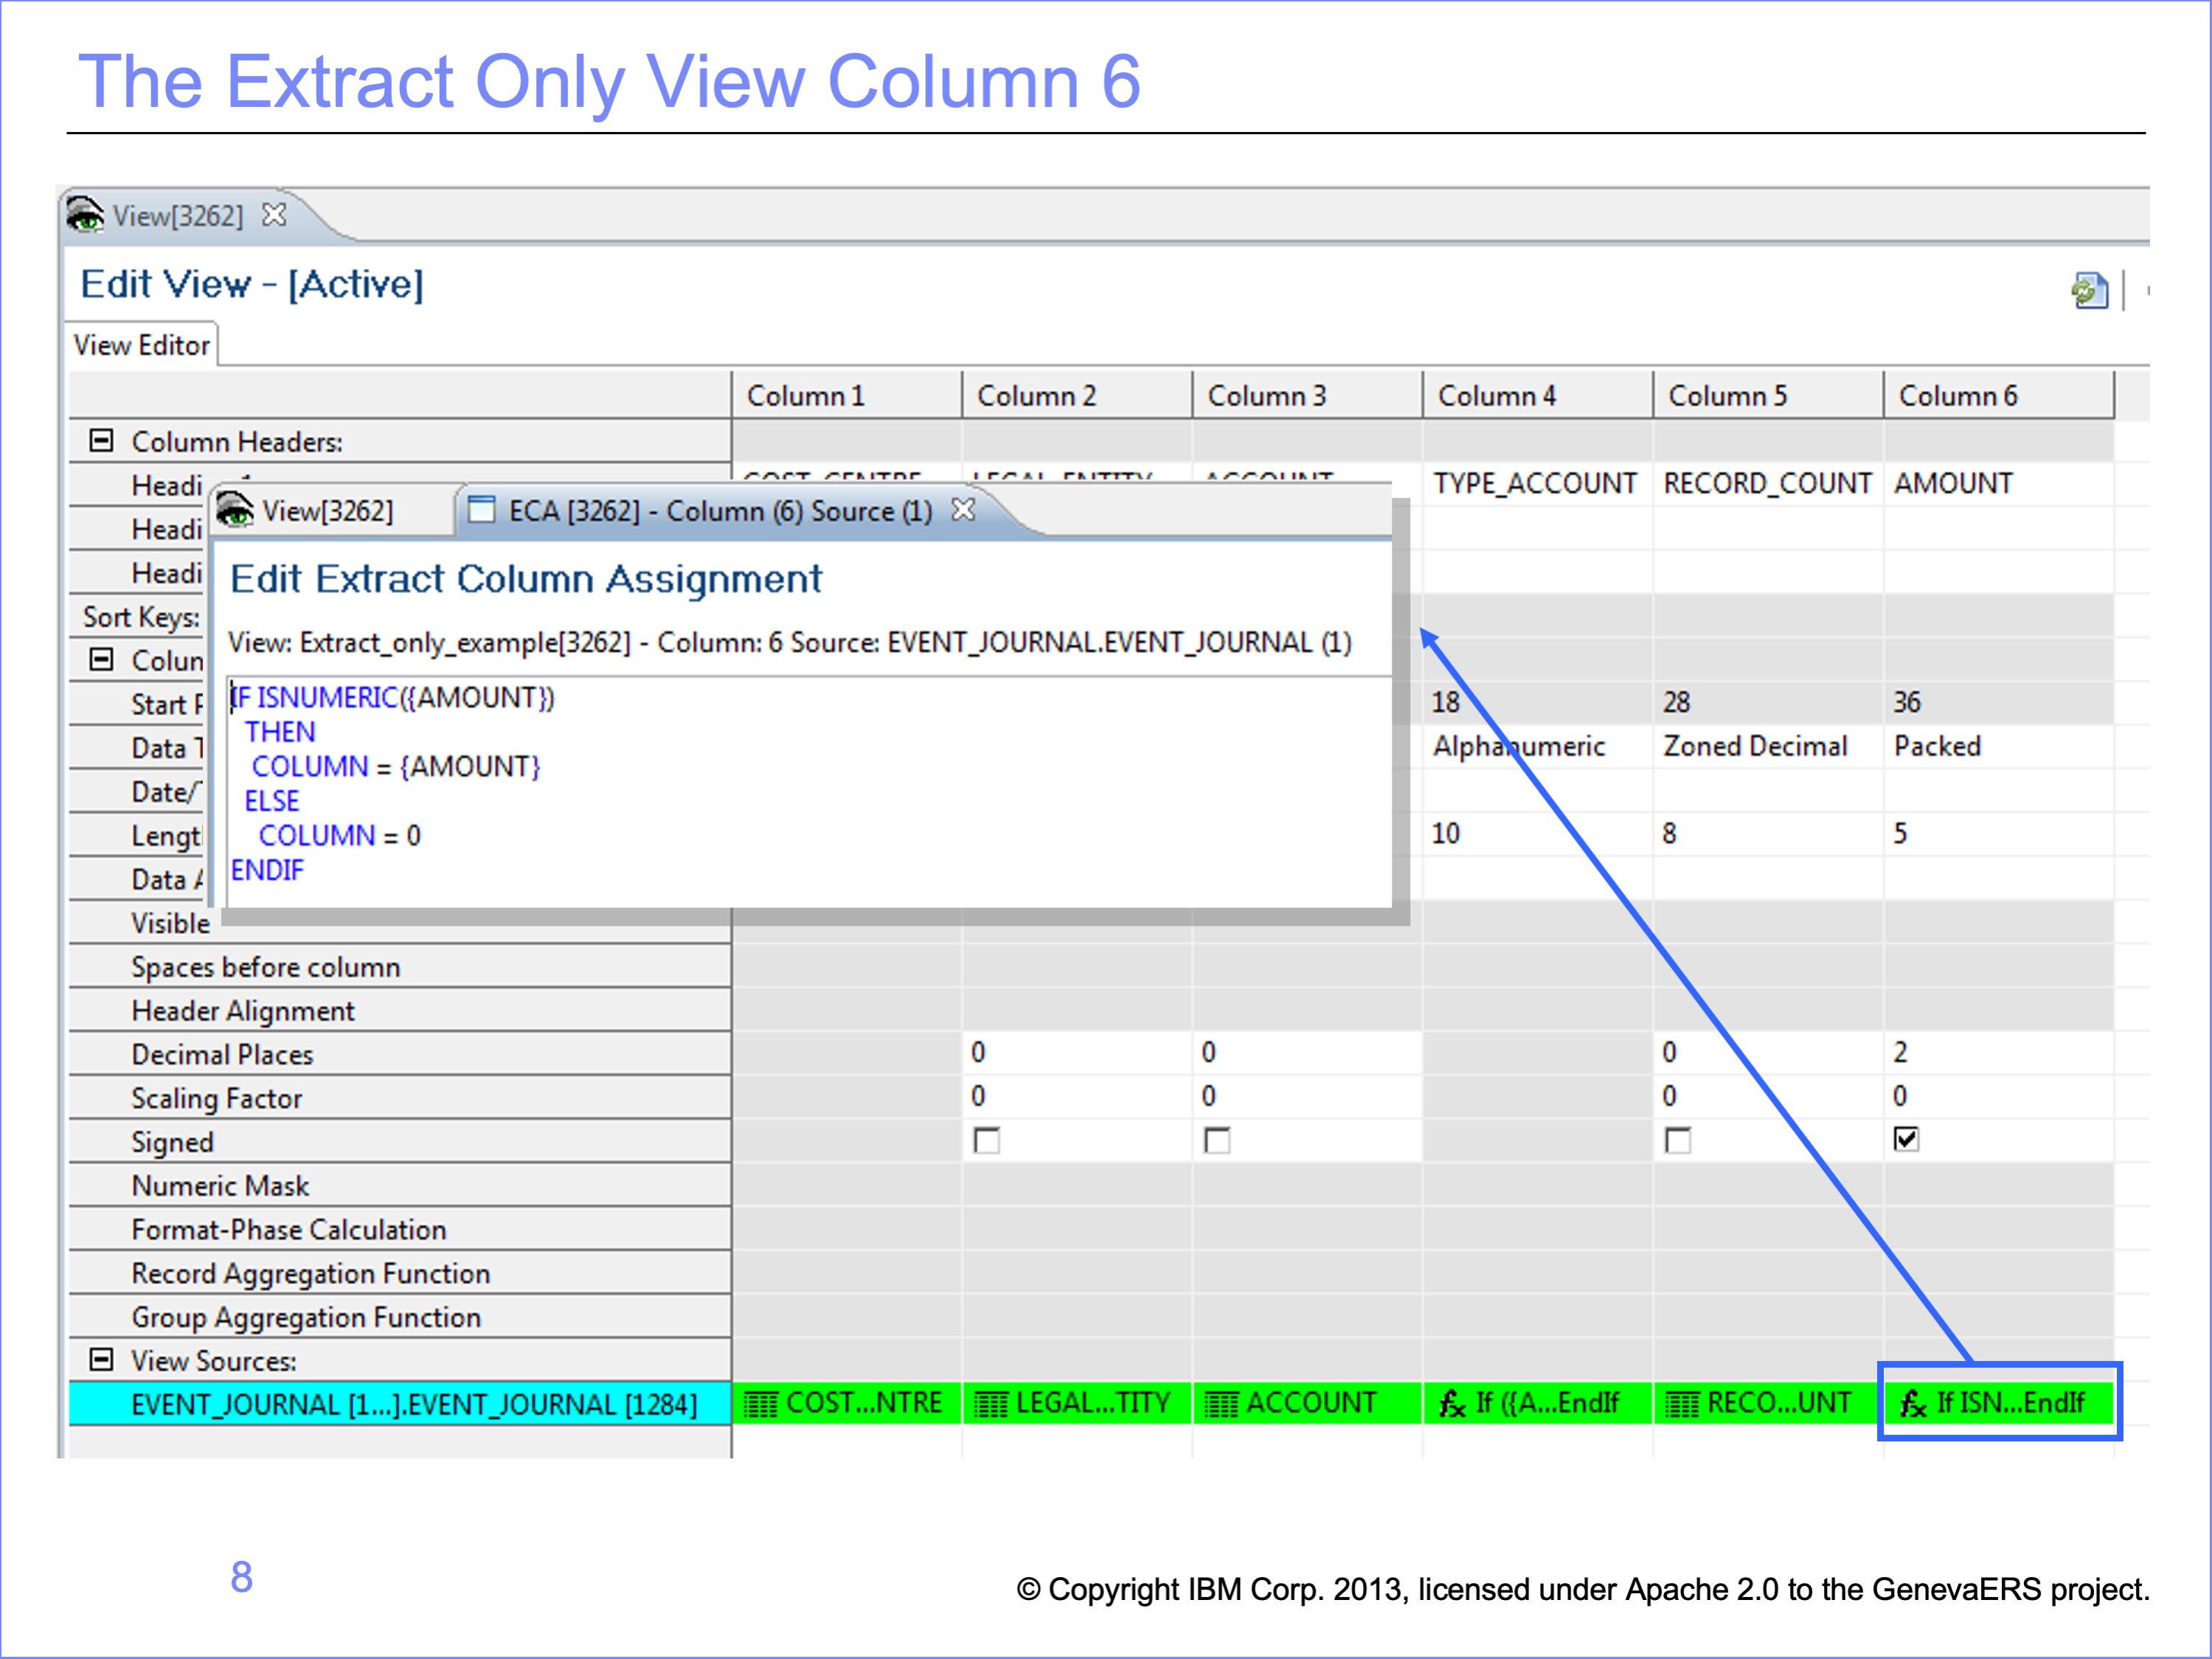 The Extract Only View Column 6
View[3262]
Edit View - [Active]
View Editor
Column 1 Column 2 Column 3 Column 4 Column 5 Column 6
Column Headers:
Headi TYPE_ACCOUNT RECORD_COUNT AMOUNT
Headi
Headi
Sort Keys:
View[3262] ECA [3262] - Column (6) Source (1)
Edit Extract Column Assignment
View: Extract_only_example[3262] - Column: 6 Source: EVENT_JOURNAL.EVENT_JOURNAL (1)
IF ISNUMERIC({AMOUNT})
THEN
COLUMN = {AMOUNT}
ELSE
COLUMN = 0
ENDIF
Colun
Start 18 28 36
Data Alphanumeric Zoned Decimal Packed
Date/
Lengt 10 8 5
Data
Visible
Spaces before column
Header Alignment
Decimal Places 0 0 0 2
Scaling Factor 0 0 0 0
Signed
Numeric Mask
Format-Phase Calculation
Record Aggregation Function
Group Aggregation Function
View Sources:
EVENT_JOURNAL [1...].EVENT_JOURNAL [1284] COST...NTRE LEGAL...TITY ACCOUNT fx If ({A...EndIf RECO...UNT fx If ISN...EndIf
8
© Copyright IBM Corp. 2013, licensed under Apache 2.0 to the GenevaERS project.